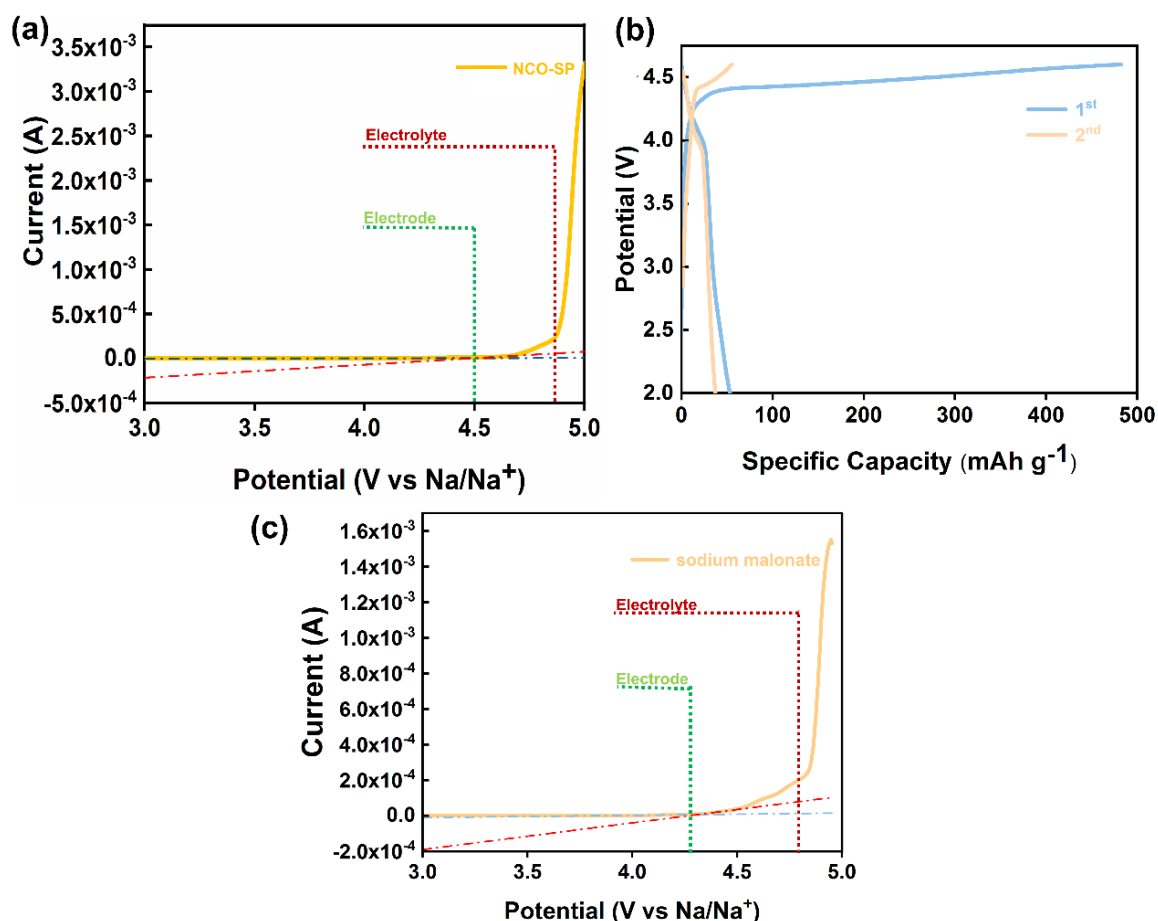 (a)
Current (A)
3.5x10-3
3.0x10-3
2.5x10-3
2.0x10-3
1.5x10-3
1.0x10-3
5.0x10-4
0.0
-5.0x10-4
NCO-SP
Electrolyte
Electrode
3.0 3.5 4.0 4.5 5.0
Potential (V vs Na/Na+)
(b)
Potential (V)
4.5
4.0
3.5
3.0
2.5
2.0
1st
2nd
0 100 200 300 400 500
Specific Capacity (mAh g-1)
(c)
Current (A)
1.6x10-3
1.4x10-3
1.2x10-3
1.0x10-3
8.0x10-4
6.0x10-4
4.0x10-4
2.0x10-4
0.0
-2.0x10-4
sodium malonate
Electrolyte
Electrode
3.0 3.5 4.0 4.5 5.0
Potential (V vs Na/Na+)